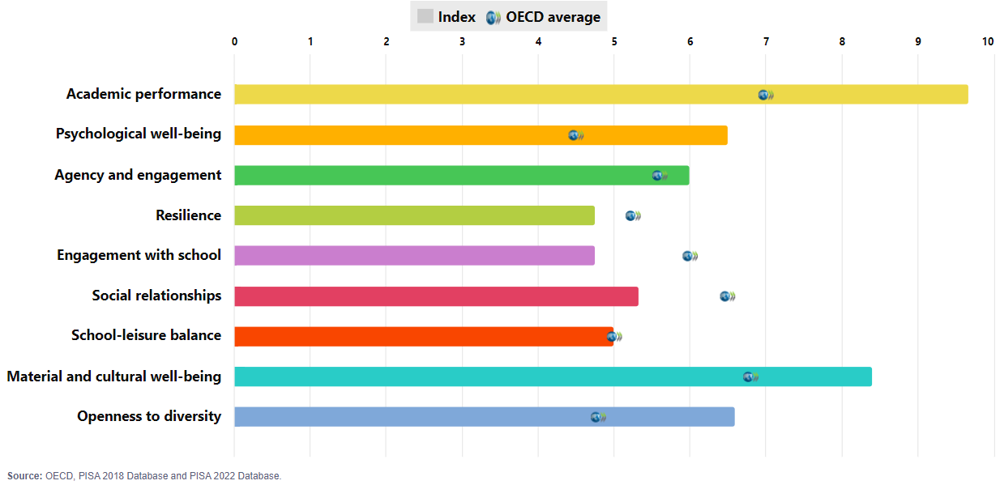 Index OECD average
0 1 2 3 4 5 6 7 8 9 10
Academic performance
Psychological well-being
Agency and engagement
Resilience
Engagement with school
Social relationships
School-leisure balance
Material and cultural well-being
Openness to diversity
Source: OECD, PISA 2018 Database and PISA 2022 Database.